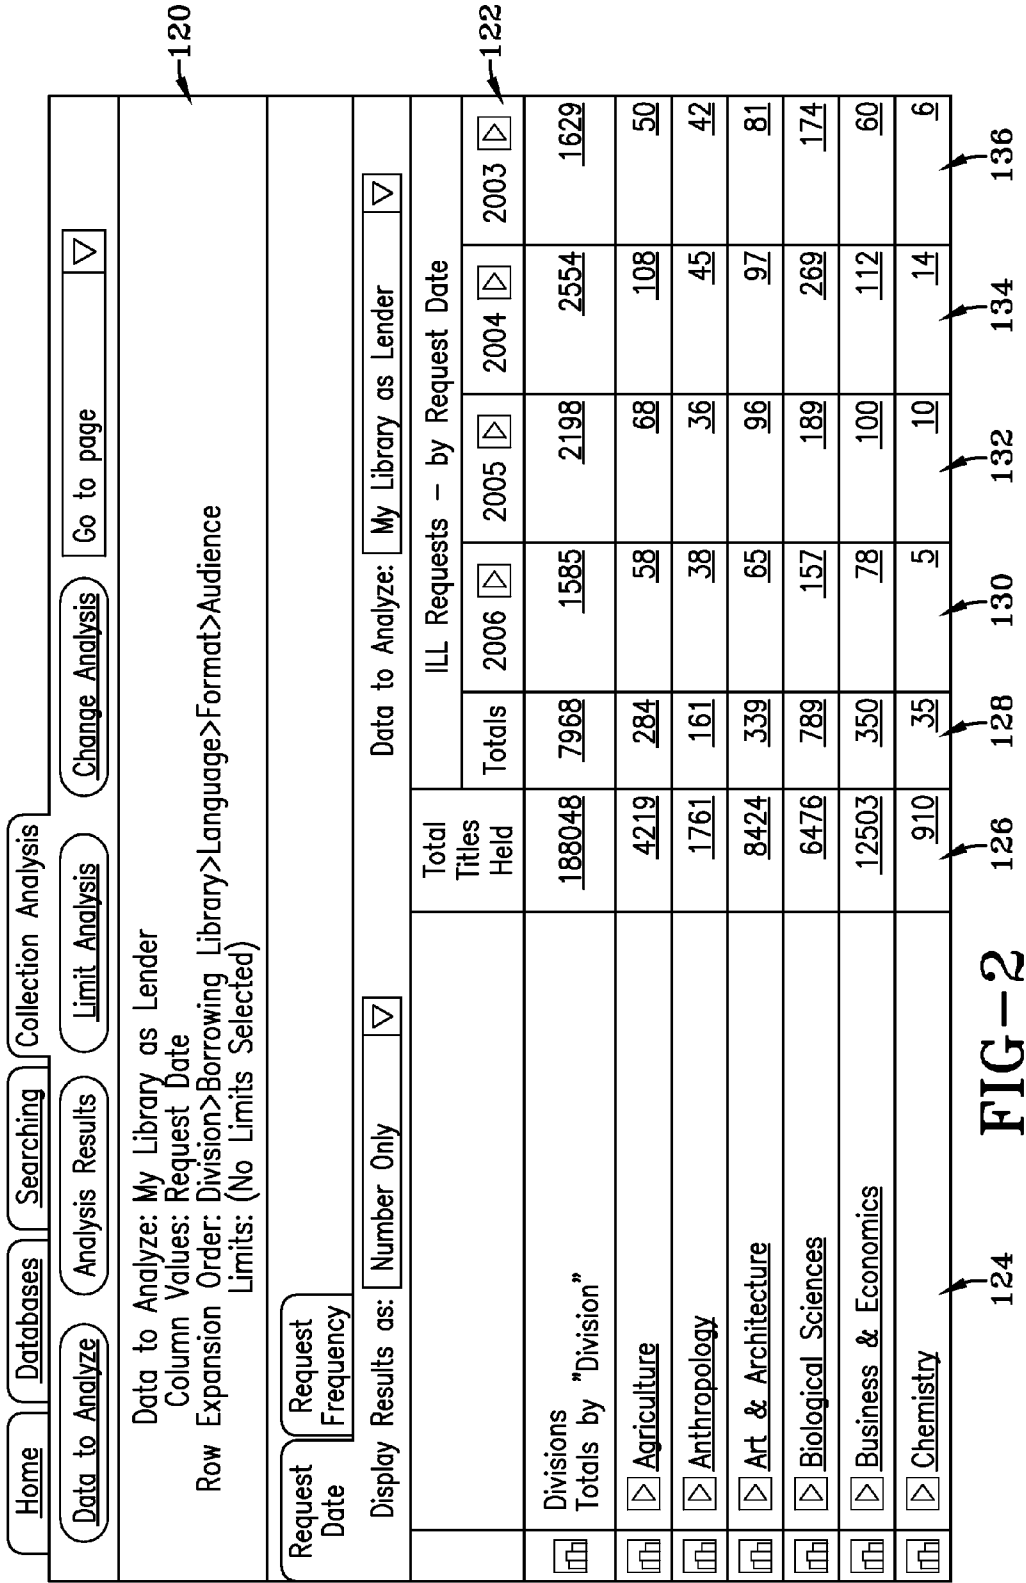 Home Databases Searching Collection Analysis
Data to Analyze Analysis Results Limit Analysis Change Analysis Go to page
Data to Analyze: My Library as Lender
Column Values: Request Date
Row Expansion Order: Division>Borrowing Library>Language>Format>Audience
Limits: (No Limits Selected)
120
Request Date
Request Frequency
Display Results as: Number Only Data to Analyze: My Library as Lender
Total Titles Held
ILL Requests – by Request Date
Totals 2006 2005 2004 2003
122
Divisions
Totals by "Division" 188048 7968 1585 2198 2554 1629
Agriculture 4219 284 58 68 108 50
Anthropology 1761 161 38 36 45 42
Art & Architecture 8424 339 65 96 97 81
Biological Sciences 6476 789 157 189 269 174
Business & Economics 12503 350 78 100 112 60
Chemistry 910 35 5 10 14 6
124 126 128 130 132 134 136
FIG-2